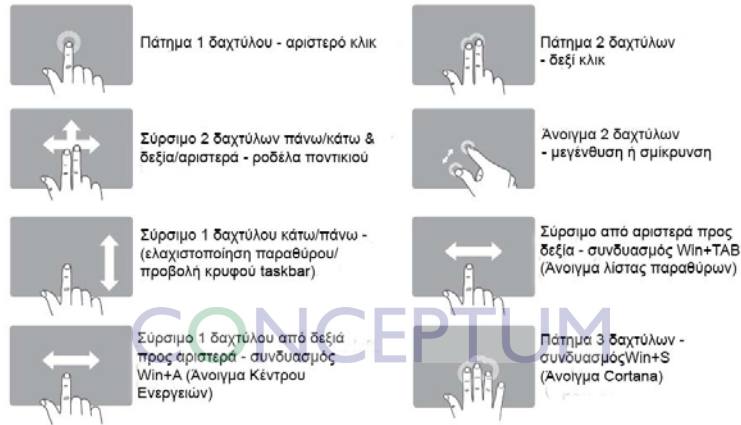 Πάτημα 1 δαχτύλου - αριστερό κλικ
Πάτημα 2 δαχτύλων
- δεξί κλικ
Σύρσιμο 2 δαχτύλων πάνω/κάτω &
δεξία/αριστερά - ροδέλα ποντικιού
Άνοιγμα 2 δαχτύλων
- μεγένθυση ή σμίκρυνση
Σύρσιμο 1 δαχτύλου κάτω/πάνω -
(ελαχιστοποίηση παραθύρου/
προβολή κρυφού taskbar)
Σύρσιμο από αριστερά προς
δεξία - συνδυασμός Win+TAB
(Άνοιγμα λίστας παραθύρων)
Σύρσιμο 1 δαχτύλου από δεξιά
προς αριστερά - συνδυασμός
Win+A (Άνοιγμα Κέντρου
Ενεργειών)
Πάτημα 3 δαχτύλων -
συνδυασμόςWin+S
(Άνοιγμα Cortana)
CONCEPTUM